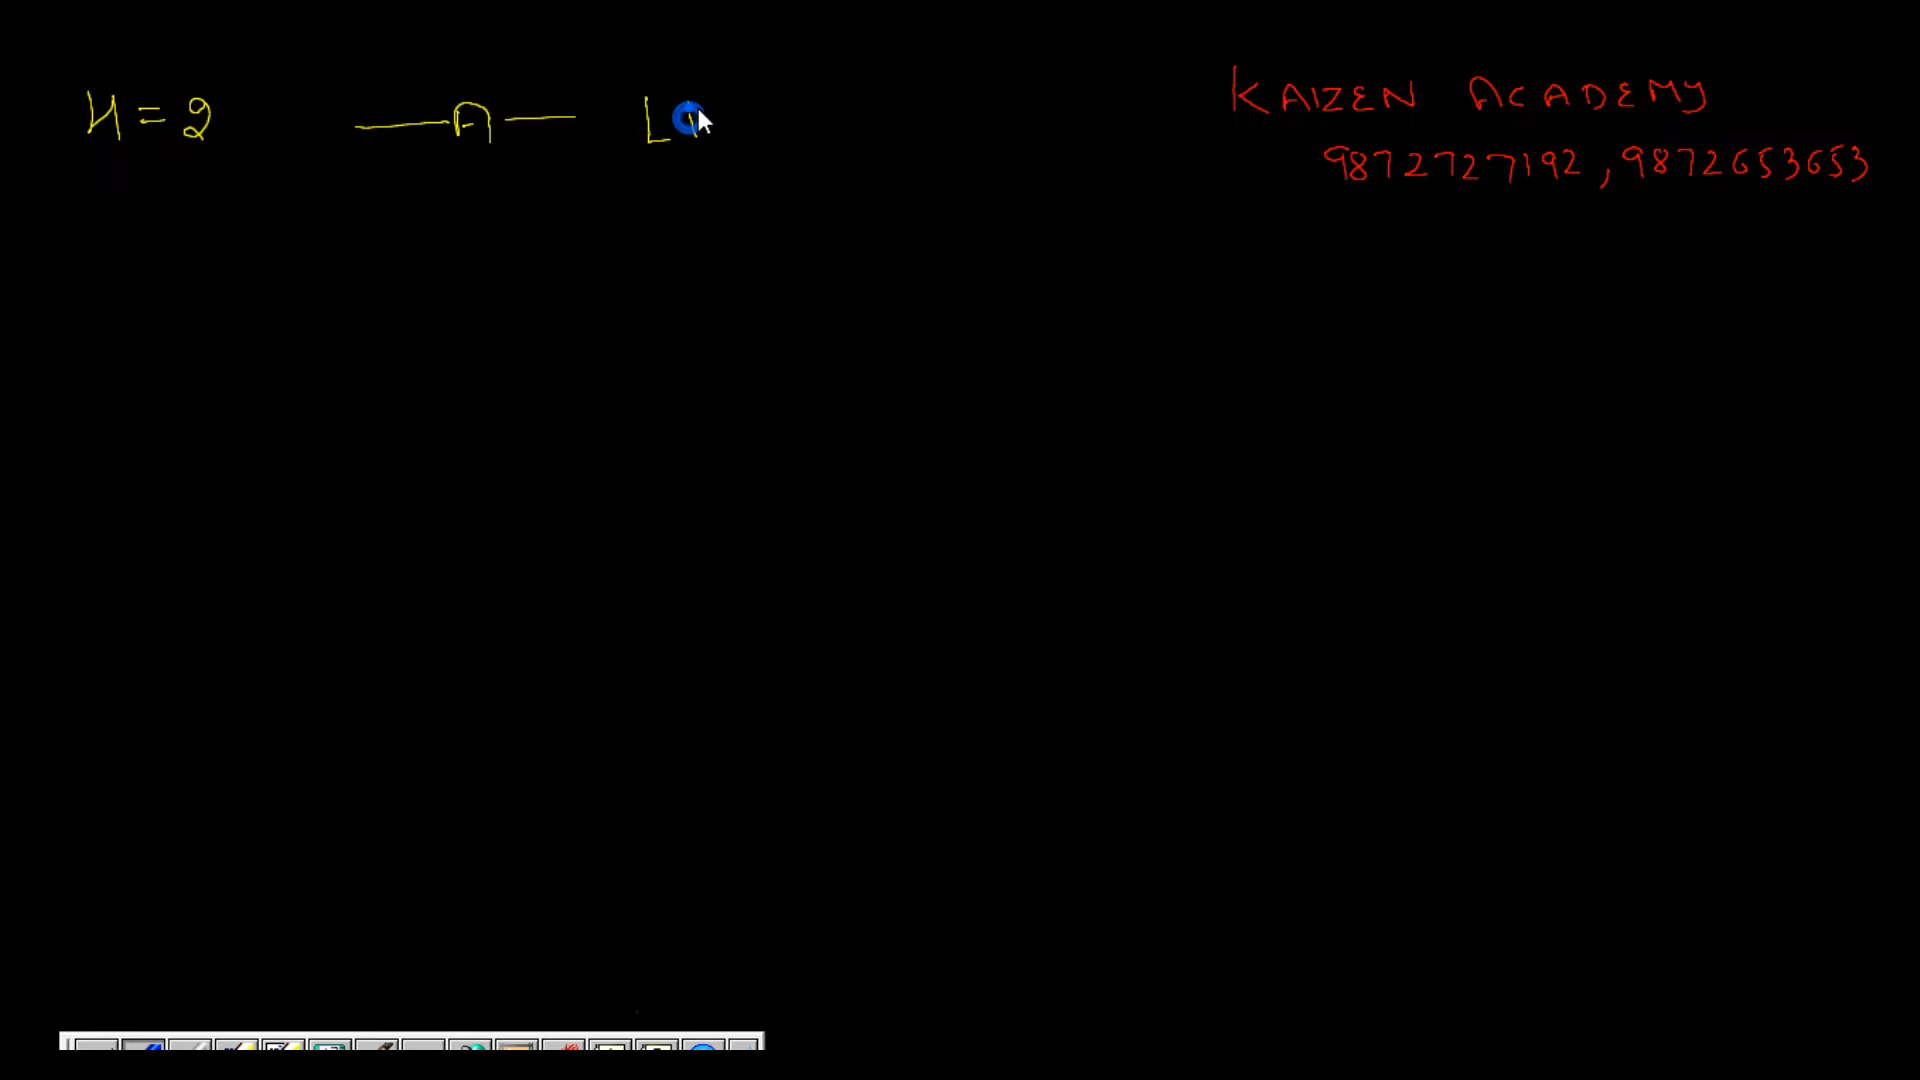 H = 2 — A — L
KAIZEN ACADEMY
9872727192, 9872653653